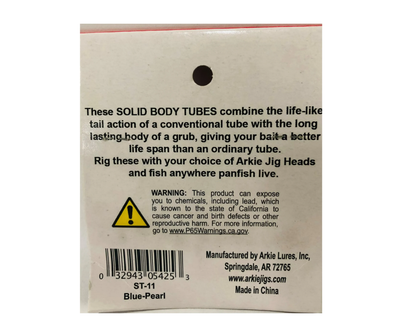 These SOLID BODY TUBES combine the life-like
tail action of a conventional tube with the long
lasting body of a grub, giving your bait a better
life span than an ordinary tube.
Rig these with your choice of Arkie Jig Heads
and fish anywhere panfish live.
WARNING: This product can expose
you to chemicals, including lead, which
is known to the state of California to
cause cancer and birth defects or other
reproductive harm. For more information,
go to www.P65Warnings.ca.gov.
0 32943 05425 3
ST-11
Blue-Pearl
Manufactured by Arkie Lures, Inc,
Springdale, AR 72765
www.arkiejigs.com
Made in China